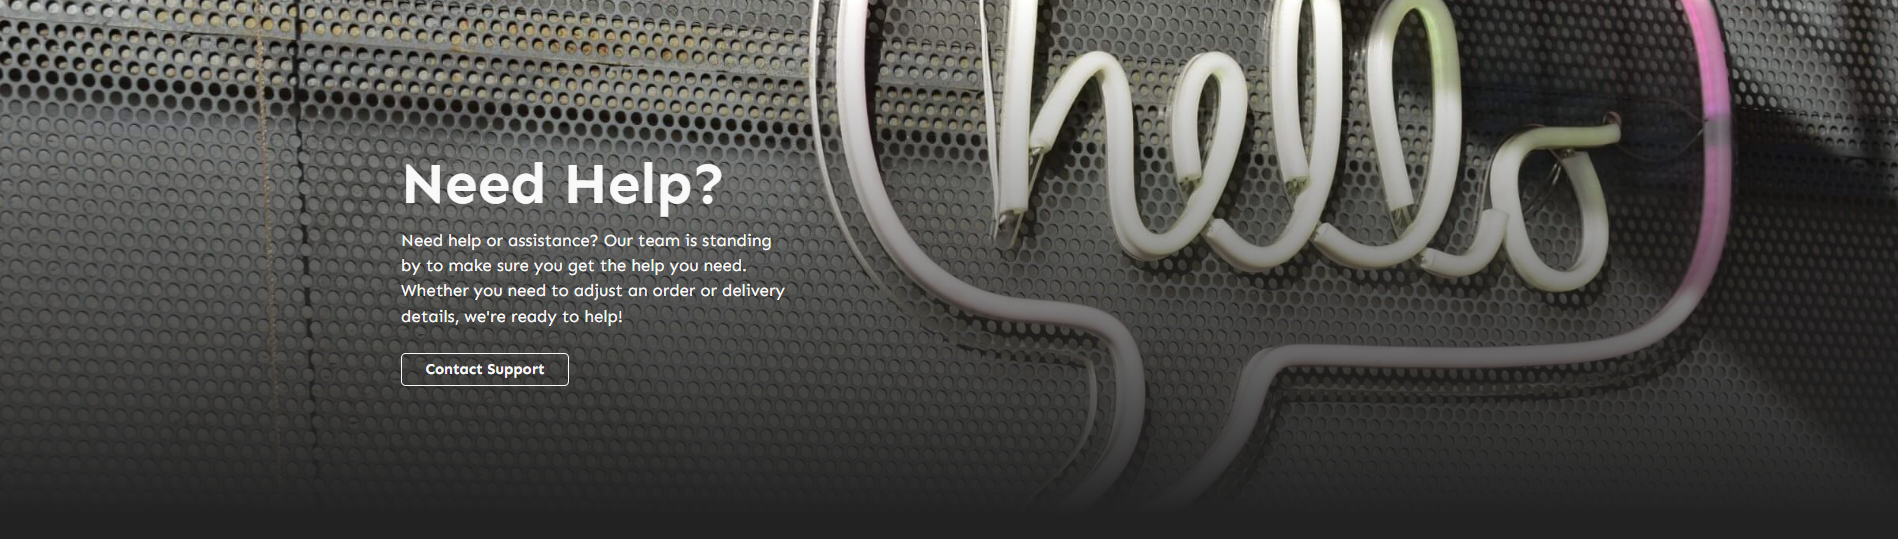 hello
Need Help?
Need help or assistance? Our team is standing
by to make sure you get the help you need.
Whether you need to adjust an order or delivery
details, we're ready to help!
Contact Support